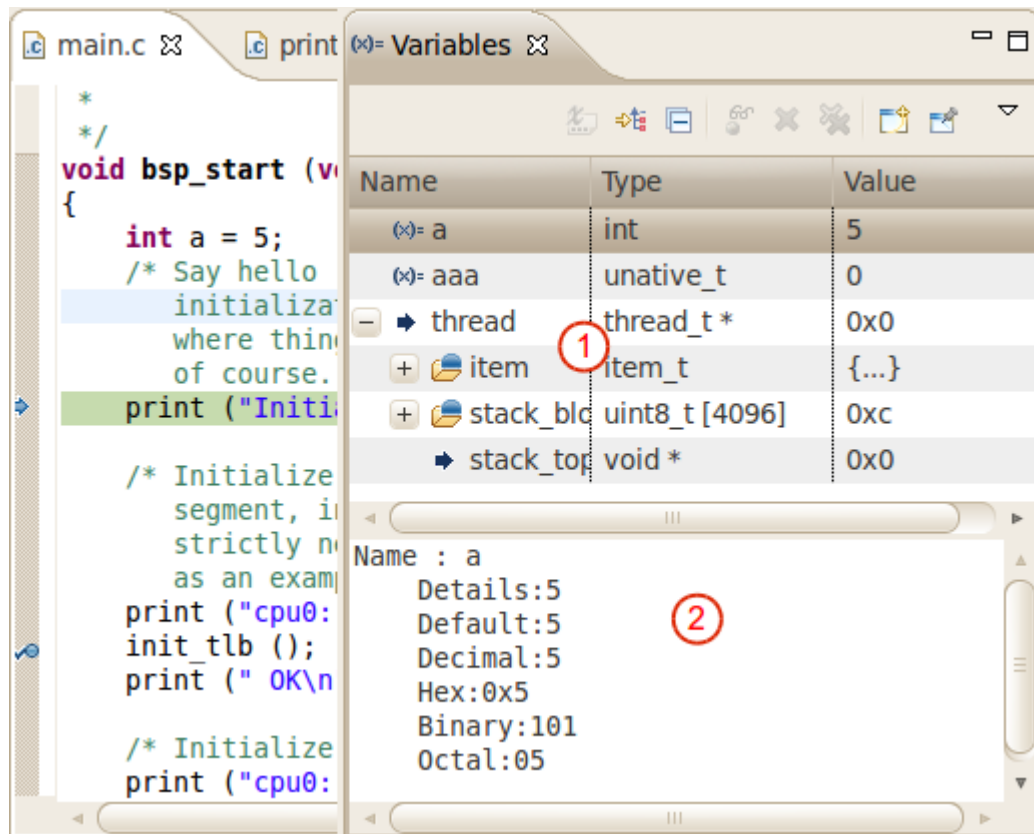 main.c
print
*
*/
void bsp_start (v
{
int a = 5;
/* Say hello
initializa
where thin
of course.
print ("Initi
/* Initialize
segment, i
strictly n
as an exam
print ("cpu0:
init_tlb ();
print (" OK\n
/* Initialize
print ("cpu0:
(x)= Variables
Name Type Value
(x)= a int 5
(x)= aaa unative_t 0
thread thread_t * 0x0
1
item item_t {...}
stack_blo uint8_t [4096] 0xc
stack_top void * 0x0
Name : a
Details:5
Default:5
2
Decimal:5
Hex:0x5
Binary:101
Octal:05